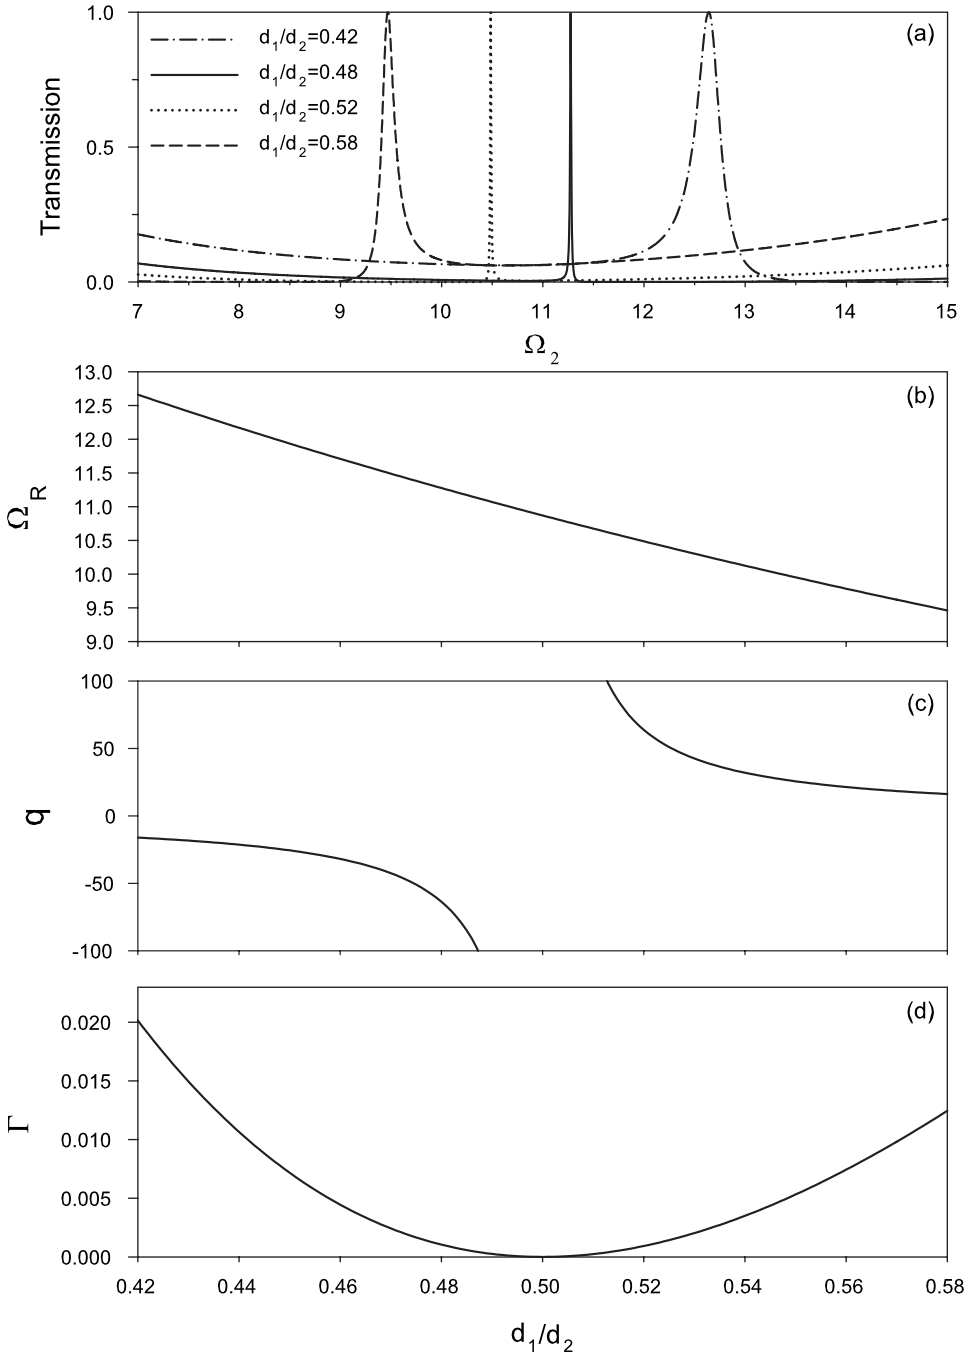 (a)
1.0
0.5
0.0
Transmission
d1/d2=0.42
d1/d2=0.48
d1/d2=0.52
d1/d2=0.58
7 8 9 10 11 12 13 14 15
Ω2
(b)
13.0
12.5
12.0
11.5
11.0
10.5
10.0
9.5
9.0
ΩR
(c)
100
50
0
-50
-100
q
(d)
0.020
0.015
0.010
0.005
0.000
Γ
0.42 0.44 0.46 0.48 0.50 0.52 0.54 0.56 0.58
d1/d2